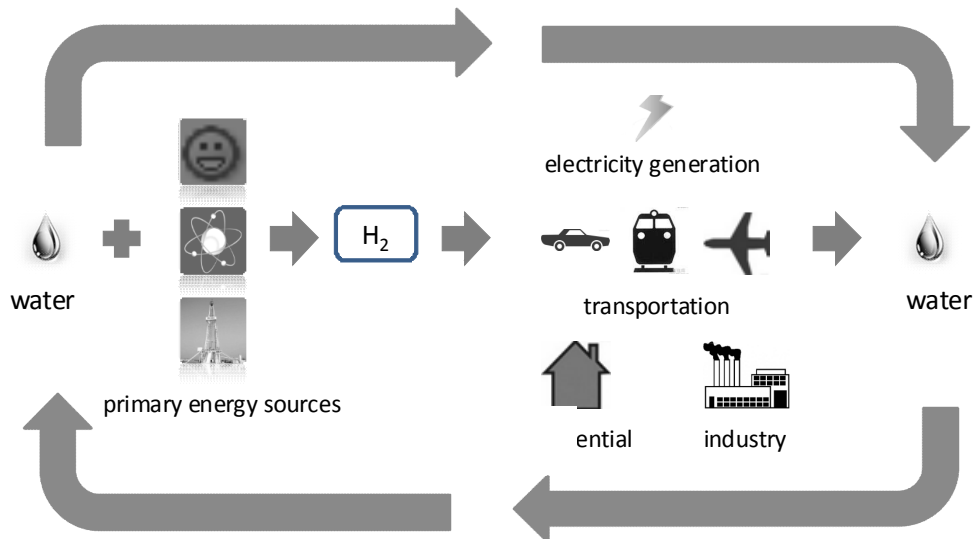 electricity generation
H2
water
transportation
water
primary energy sources
ential
industry